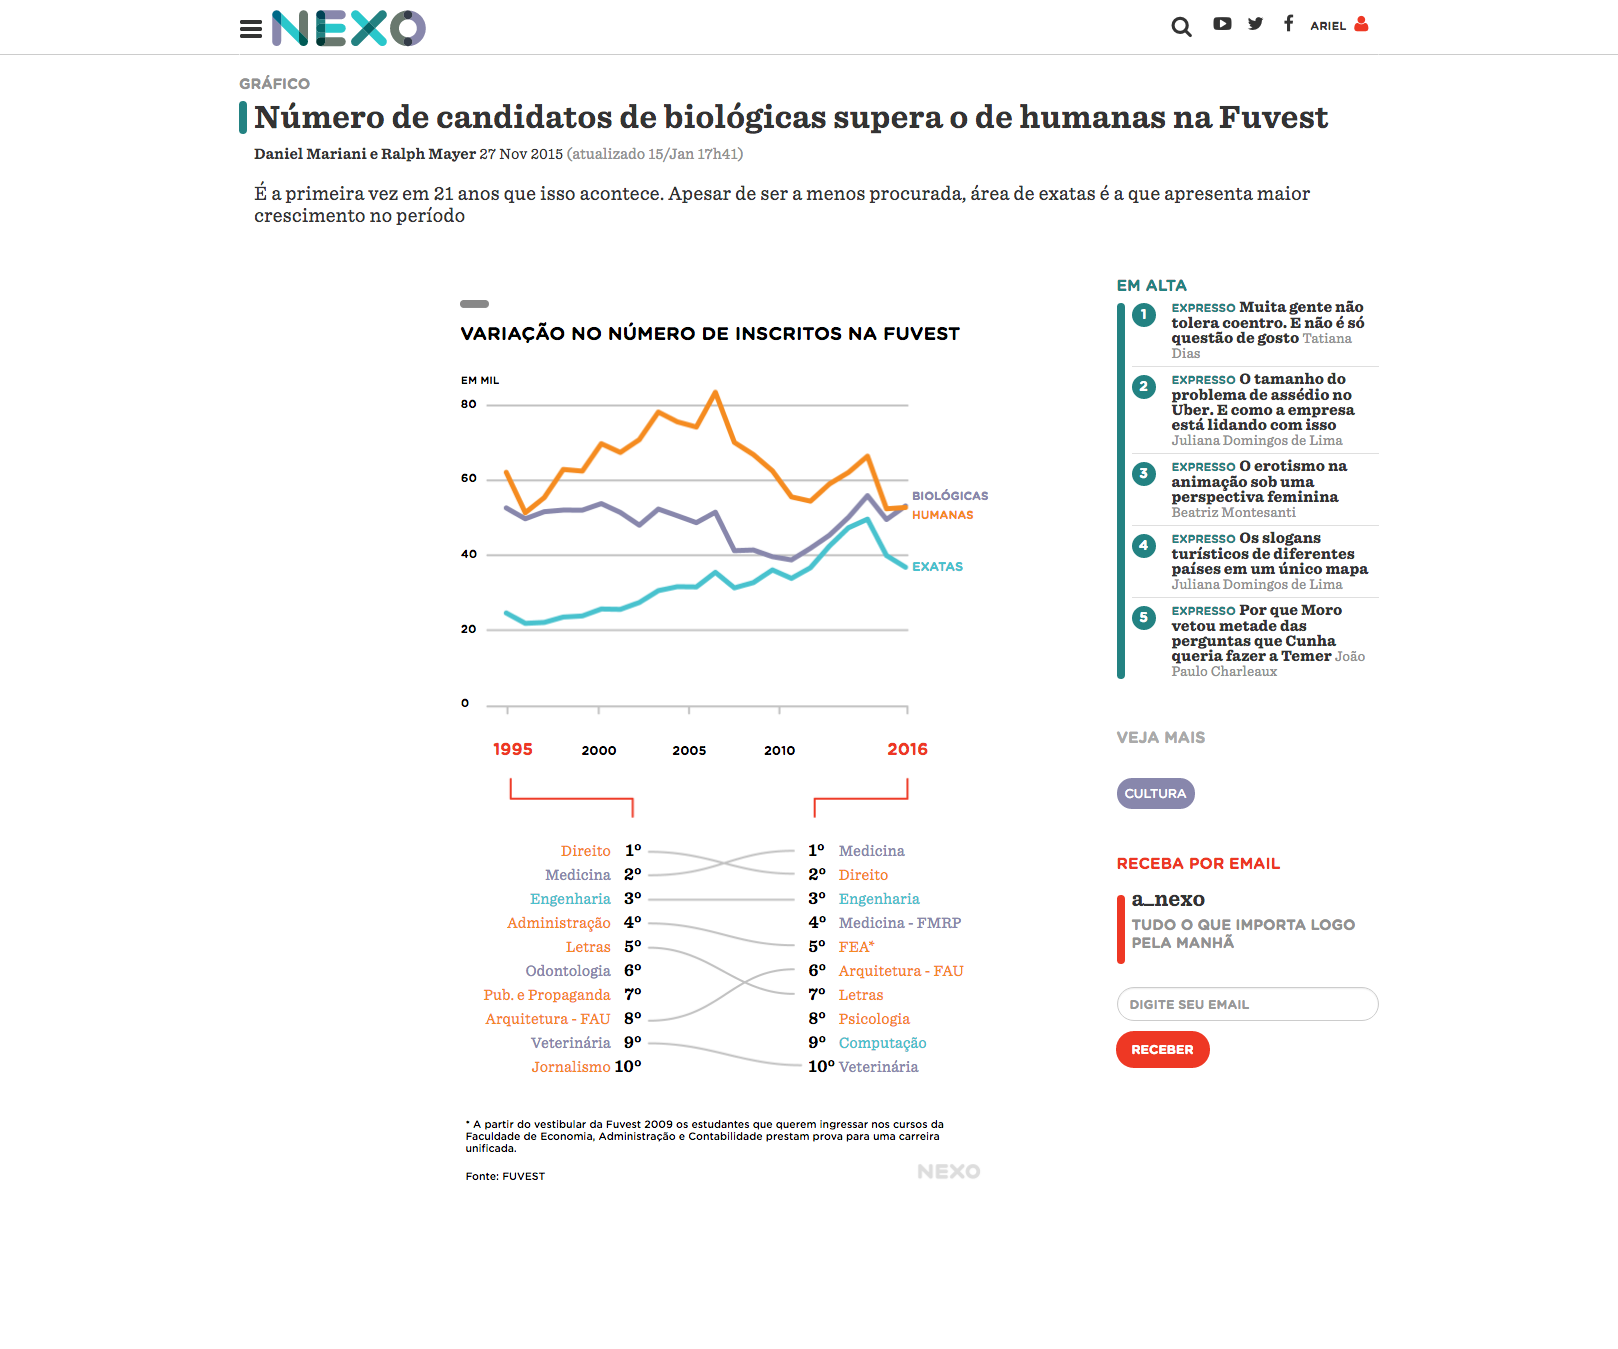 NEXO
ARIEL
GRÁFICO
Número de candidatos de biológicas supera o de humanas na Fuvest
Daniel Mariani e Ralph Mayer 27 Nov 2015 (atualizado 15/Jan 17h41)
É a primeira vez em 21 anos que isso acontece. Apesar de ser a menos procurada, área de exatas é a que apresenta maior
crescimento no período
VARIAÇÃO NO NÚMERO DE INSCRITOS NA FUVEST
EM MIL
80
60
40
20
0
BIOLÓGICAS
HUMANAS
EXATAS
1995 2000 2005 2010 2016
Direito 1º 1º Medicina
Medicina 2º 2º Direito
Engenharia 3º 3º Engenharia
Administração 4º 4º Medicina - FMRP
Letras 5º 5º FEA*
Odontologia 6º 6º Arquitetura - FAU
Pub. e Propaganda 7º 7º Letras
Arquitetura - FAU 8º 8º Psicologia
Veterinária 9º 9º Computação
Jornalismo 10º 10º Veterinária
* A partir do vestibular da Fuvest 2009 os estudantes que querem ingressar nos cursos da
Faculdade de Economia, Administração e Contabilidade prestam prova para uma carreira
unificada.
Fonte: FUVEST
NEXO
EM ALTA
1 EXPRESSO Muita gente não
tolera coentro. E não é só
questão de gosto Tatiana
Dias
2 EXPRESSO O tamanho do
problema de assédio no
Uber. E como a empresa
está lidando com isso
Juliana Domingos de Lima
3 EXPRESSO O erotismo na
animação sob uma
perspectiva feminina
Beatriz Montesanti
4 EXPRESSO Os slogans
turísticos de diferentes
países em um único mapa
Juliana Domingos de Lima
5 EXPRESSO Por que Moro
vetou metade das
perguntas que Cunha
queria fazer a Temer João
Paulo Charleaux
VEJA MAIS
CULTURA
RECEBA POR EMAIL
a_nexo
TUDO O QUE IMPORTA LOGO
PELA MANHÃ
DIGITE SEU EMAIL
RECEBER